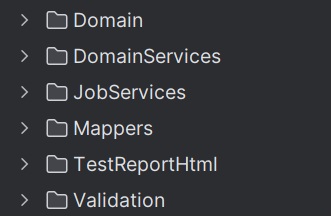 Domain
DomainServices
JobServices
Mappers
TestReportHtml
Validation